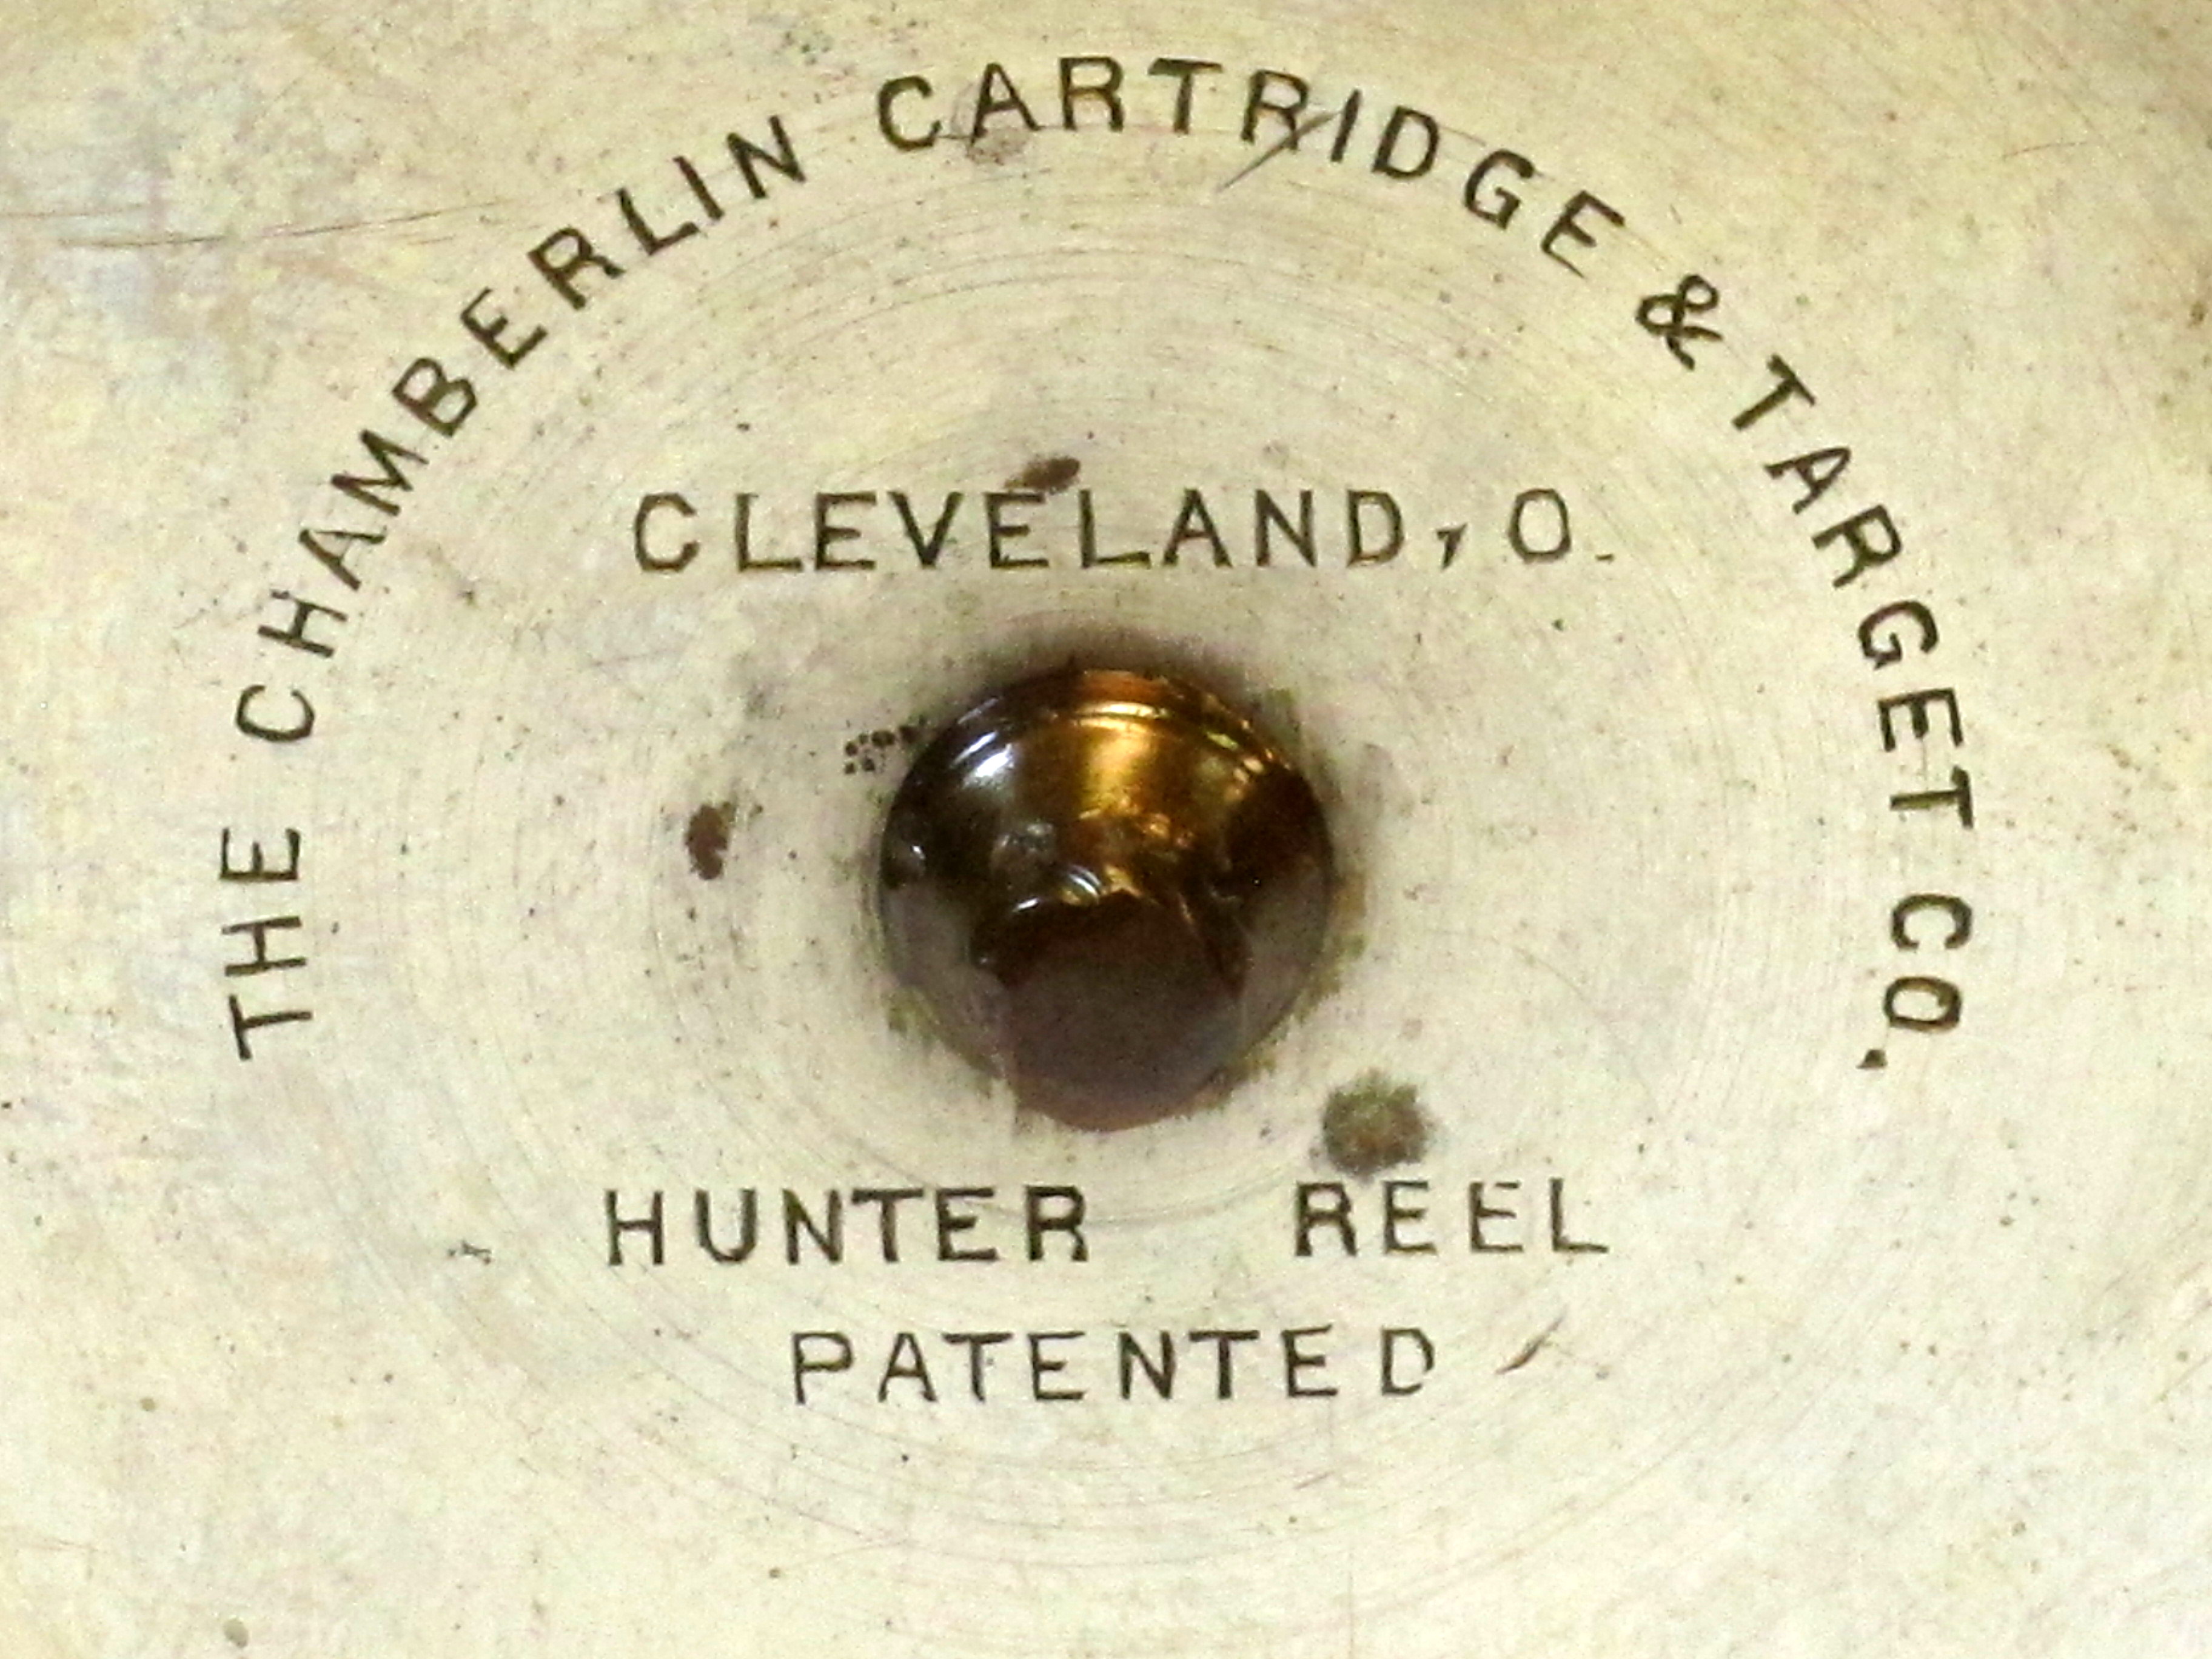 THE CHAMBERLIN CARTRIDGE & TARGET CO.
CLEVELAND, O.
HUNTER REEL
PATENTED